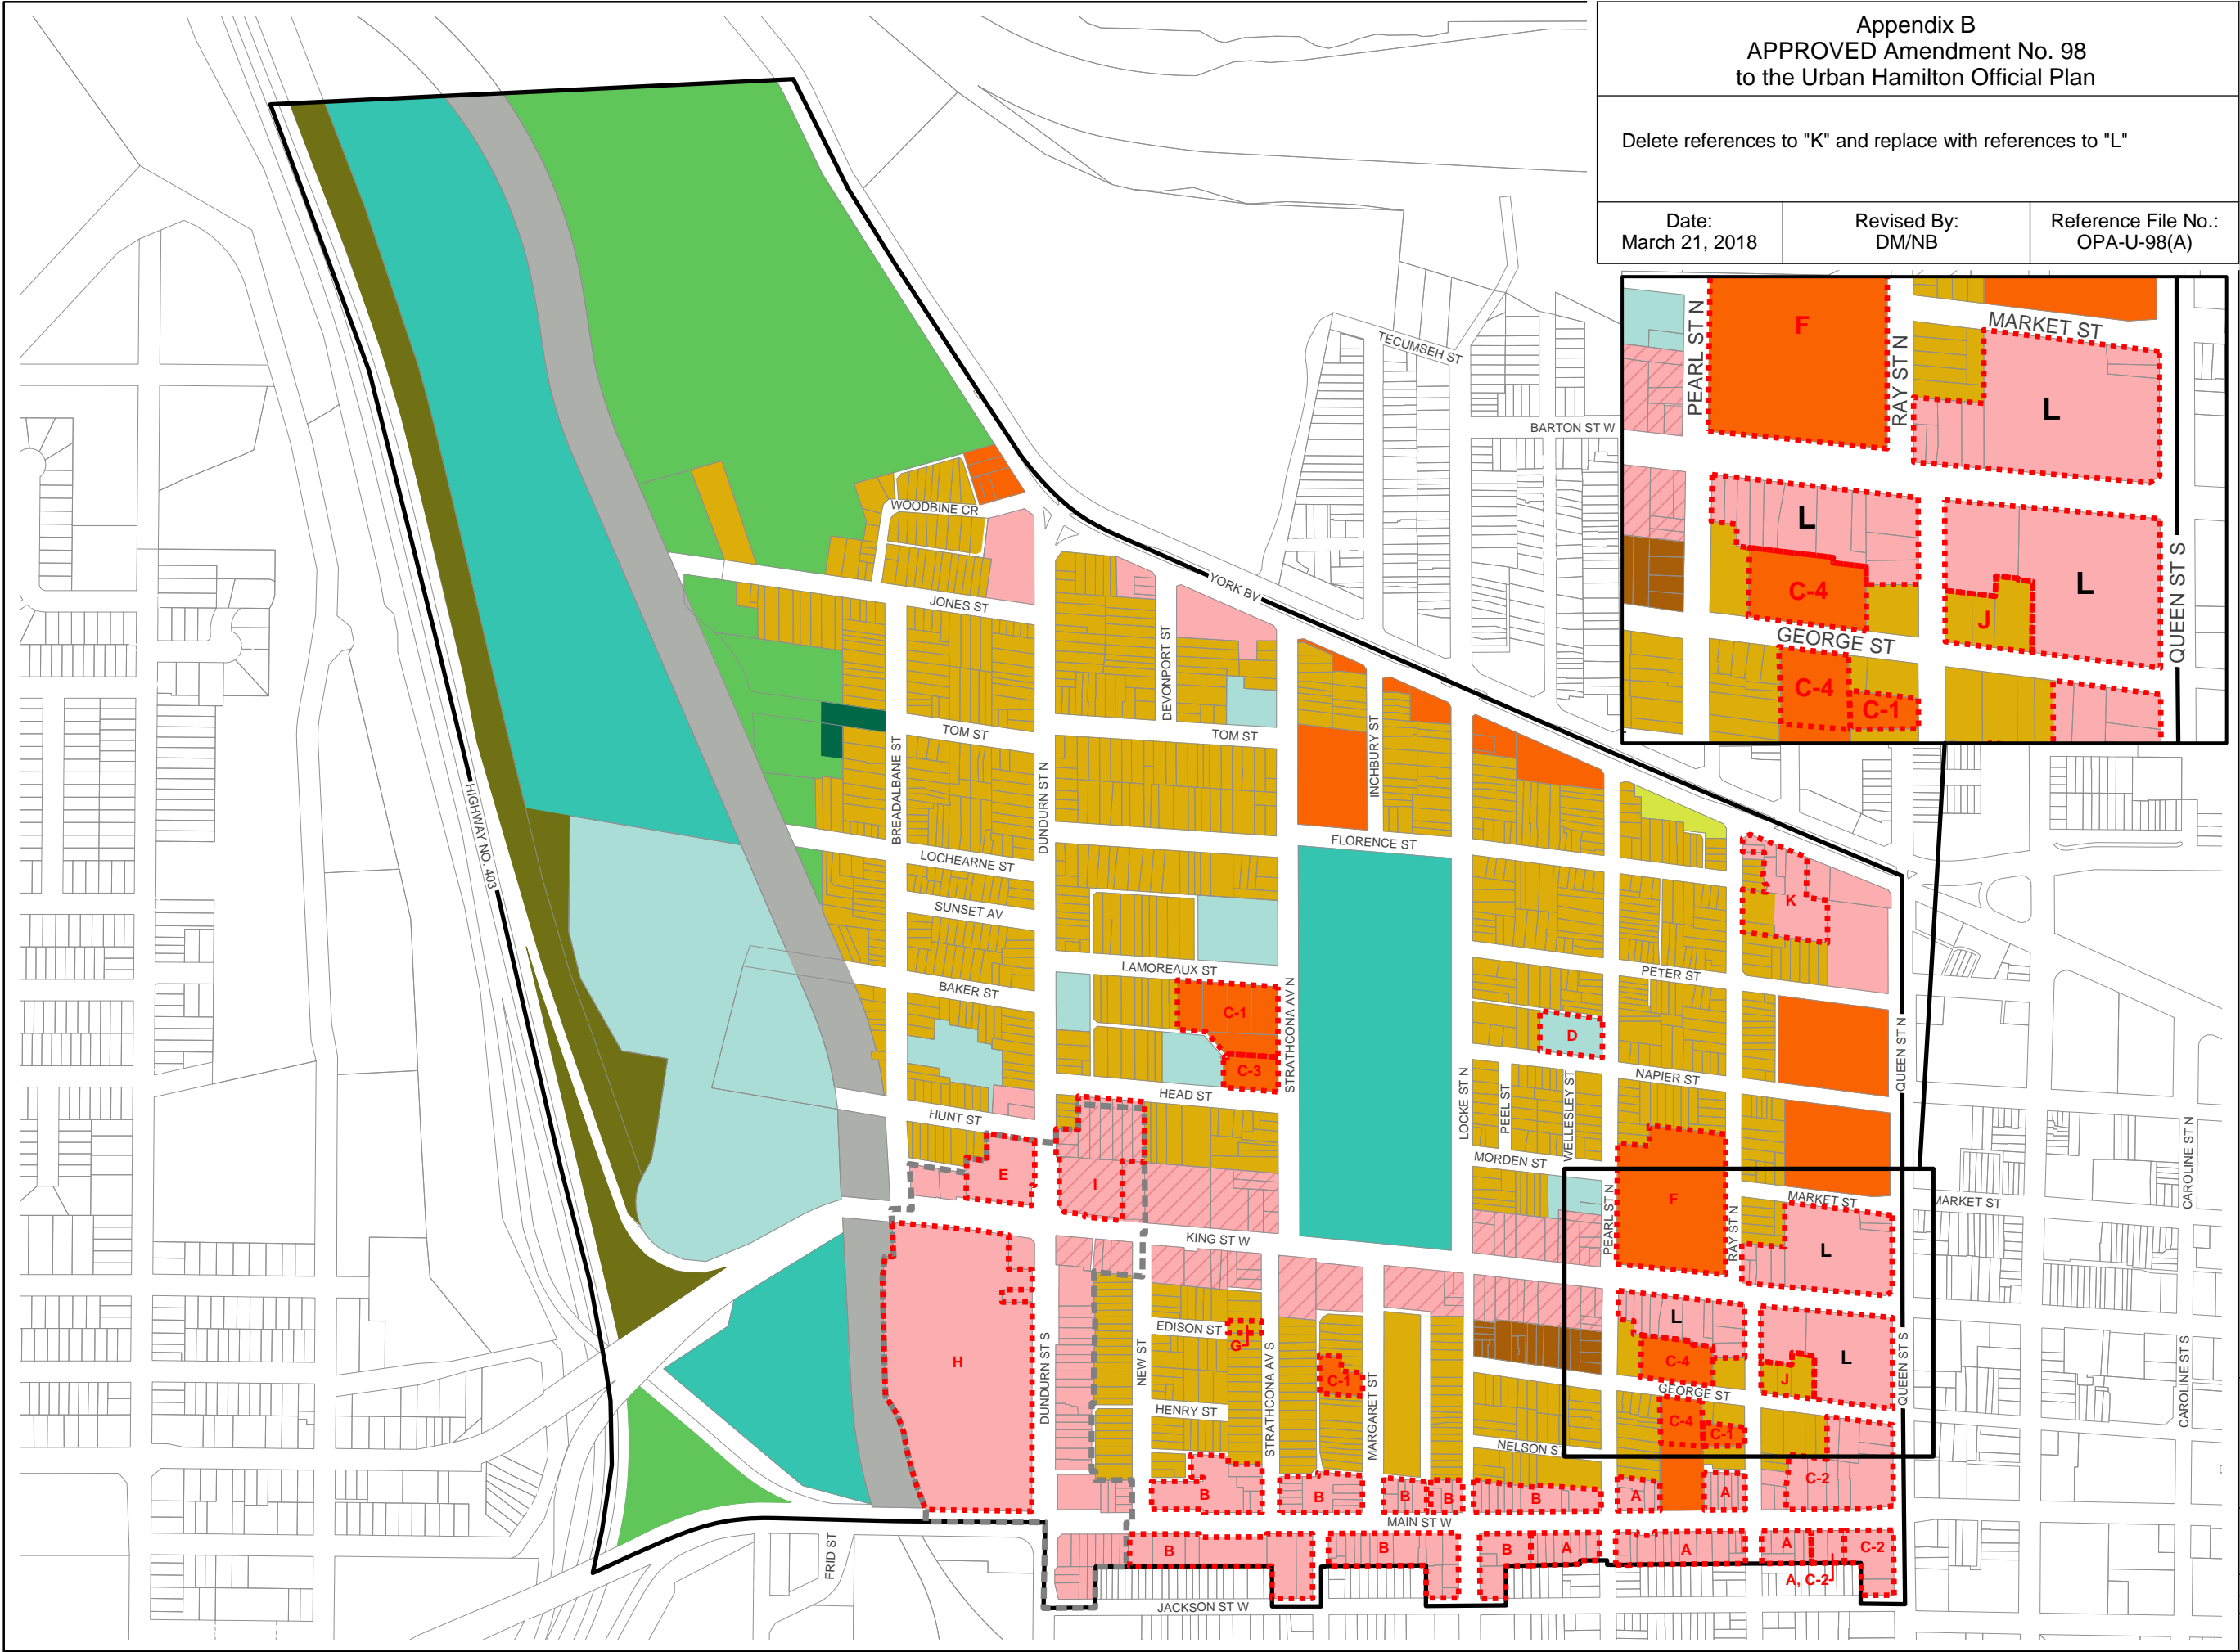 Appendix B
APPROVED Amendment No. 98
to the Urban Hamilton Official Plan
Delete references to "K" and replace with references to "L"
Date:
March 21, 2018
Revised By:
DM/NB
Reference File No.:
OPA-U-98(A)
PEARL ST N
F
RAY ST N
MARKET ST
L
L
C-4
J
L
QUEEN ST S
GEORGE ST
C-4
C-1
TECUMSEH ST
BARTON ST W
WOODBINE CR
YORK BV
JONES ST
DEVONPORT ST
TOM ST
TOM ST
INCHBURY ST
BREADALBANE ST
DUNDURN ST N
HIGHWAY NO. 403
FLORENCE ST
LOCHEARNE ST
SUNSET AV
K
LAMOREAUX ST
PETER ST
BAKER ST
C-1
STRATHCONA AV N
D
QUEEN ST N
C-3
NAPIER ST
HEAD ST
LOCKE ST N
PEEL ST
WELLESLEY ST
HUNT ST
MORDEN ST
CAROLINE ST N
E
I
PEARL ST N
F
RAY ST N
MARKET ST
MARKET ST
KING ST W
L
L
EDISON ST
G
H
DUNDURN ST S
NEW ST
STRATHCONA AV S
C-1
MARGARET ST
C-4
J
L
QUEEN ST S
CAROLINE ST S
GEORGE ST
HENRY ST
C-4
C-1
NELSON ST
C-2
B
B
B
B
B
A
A
MAIN ST W
FRID ST
B
B
B
A
A
A
C-2
A, C-2
JACKSON ST W